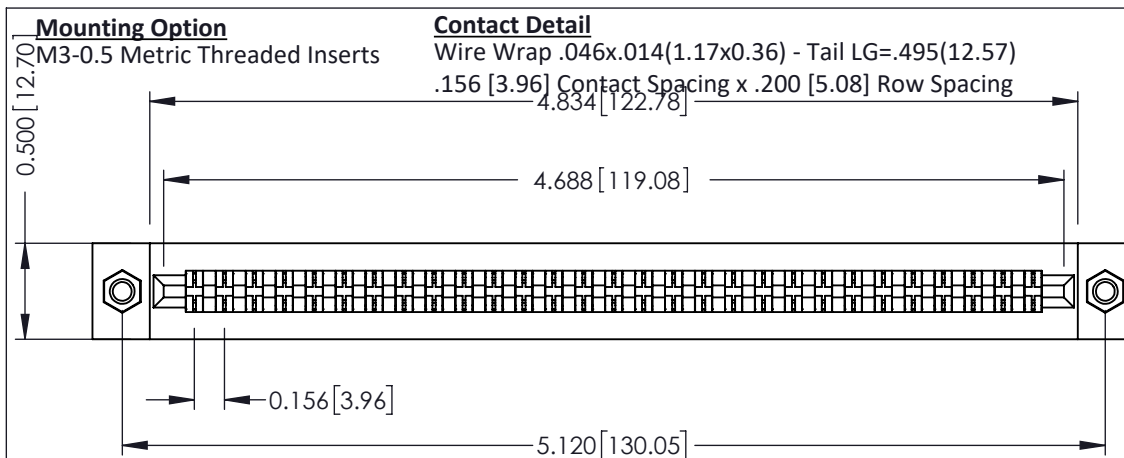 Mounting Option
M3-0.5 Metric Threaded Inserts
Contact Detail
Wire Wrap .046x.014(1.17x0.36) - Tail LG=.495(12.57)
.156 [3.96] Contact Spacing x .200 [5.08] Row Spacing
0.500 [12.70]
4.834 [122.78]
4.688 [119.08]
0.156 [3.96]
5.120 [130.05]